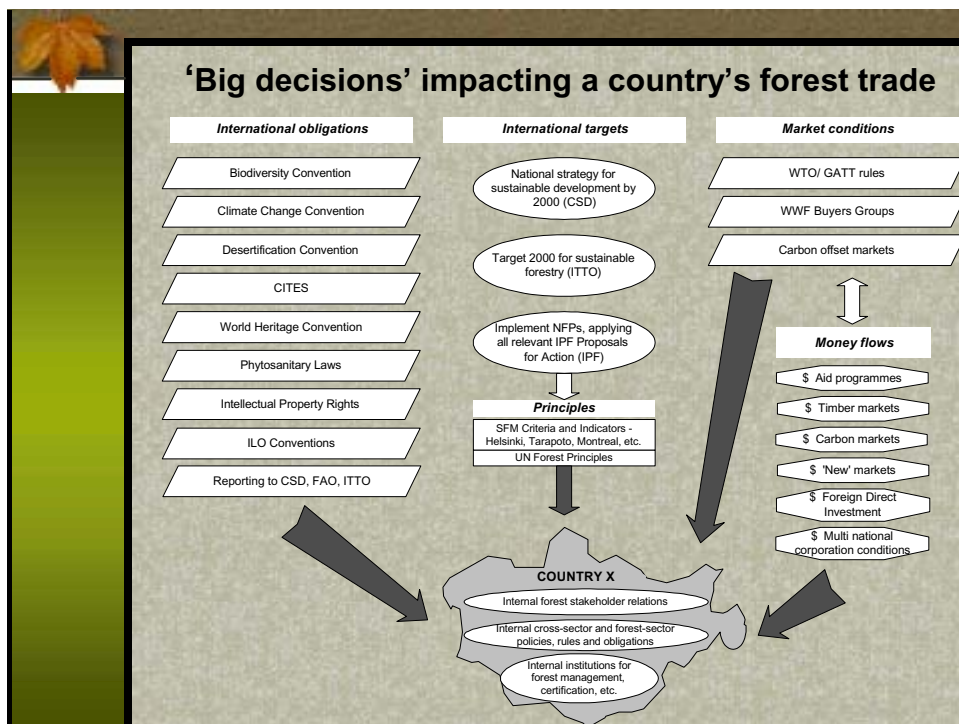 ‘Big decisions’ impacting a country’s forest trade
International obligations
Biodiversity Convention
Climate Change Convention
Desertification Convention
CITES
World Heritage Convention
Phytosanitary Laws
Intellectual Property Rights
ILO Conventions
Reporting to CSD, FAO, ITTO
International targets
National strategy for
sustainable development by
2000 (CSD)
Target 2000 for sustainable
forestry (ITTO)
Implement NFPs, applying
all relevant IPF Proposals
for Action (IPF)
Principles
SFM Criteria and Indicators -
Helsinki, Tarapoto, Montreal, etc.
UN Forest Principles
Market conditions
WTO/ GATT rules
WWF Buyers Groups
Carbon offset markets
Money flows
$ Aid programmes
$ Timber markets
$ Carbon markets
$ 'New' markets
$ Foreign Direct
Investment
$ Multi national
corporation conditions
COUNTRY X
Internal forest stakeholder relations
Internal cross-sector and forest-sector
policies, rules and obligations
Internal institutions for
forest management,
certification, etc.